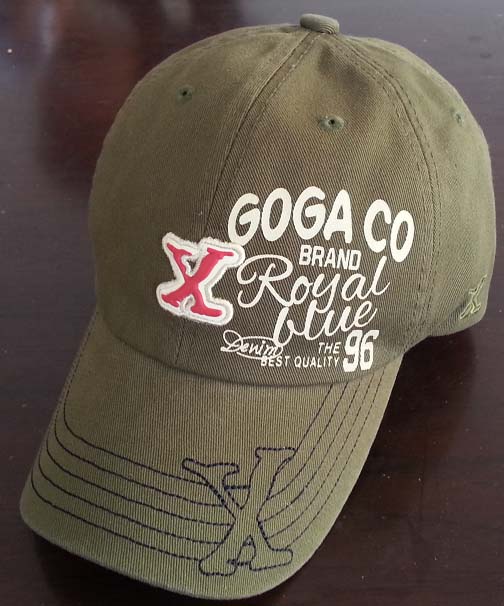 GOGA CO
X
BRAND
Royal
blue
Denim
THE
BEST QUALITY
96
X
X